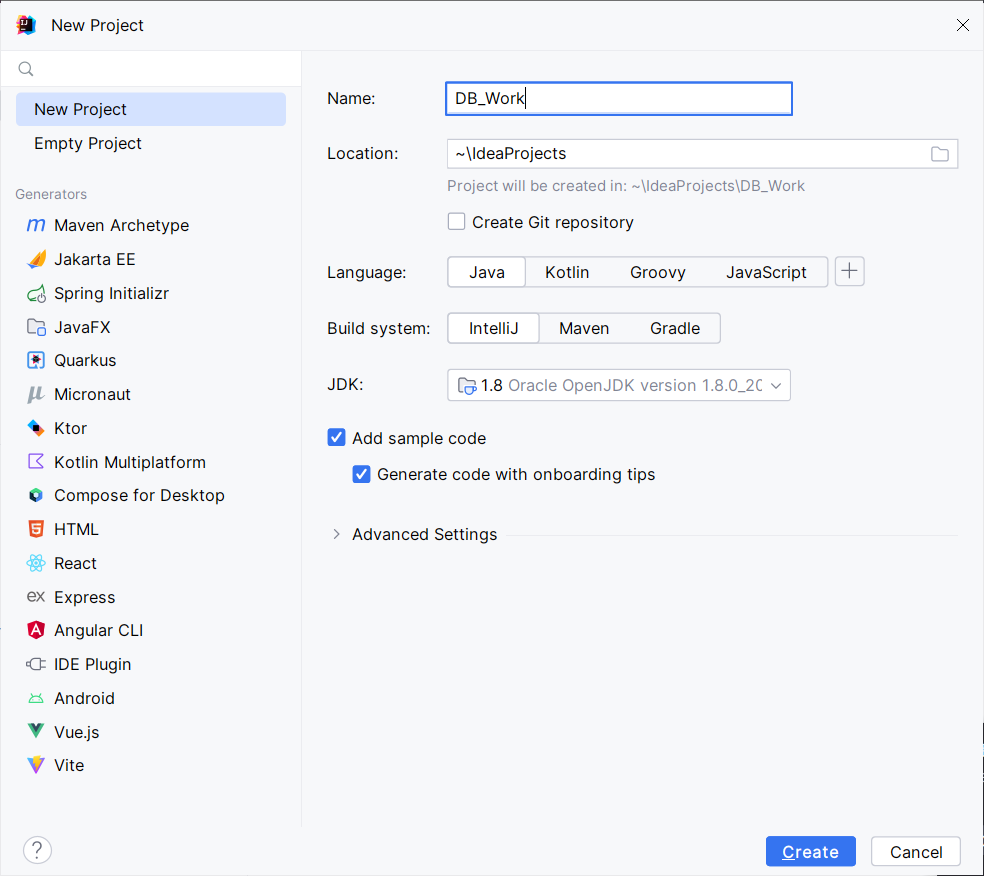 New Project
New Project
Empty Project
Generators
Maven Archetype
Jakarta EE
Spring Initializr
JavaFX
Quarkus
Micronaut
Ktor
Kotlin Multiplatform
Compose for Desktop
HTML
React
Express
Angular CLI
IDE Plugin
Android
Vue.js
Vite
Name: DB_Work
Location: ~\IdeaProjects
Project will be created in: ~\IdeaProjects\DB_Work
Create Git repository
Language: Java Kotlin Groovy JavaScript
Build system: IntelliJ Maven Gradle
JDK: 1.8 Oracle OpenJDK version 1.8.0_20
Add sample code
Generate code with onboarding tips
Advanced Settings
? Create Cancel